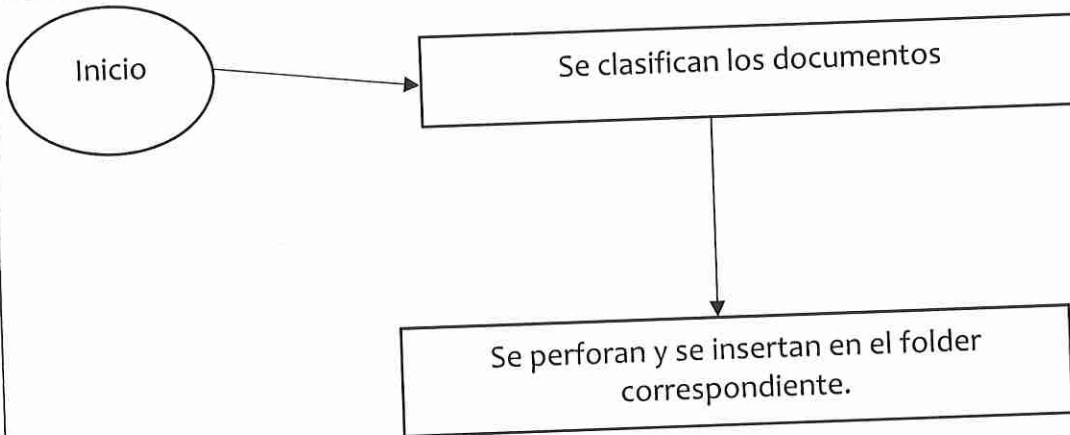 Inicio
Se clasifican los documentos
Se perforan y se insertan en el folder
correspondiente.